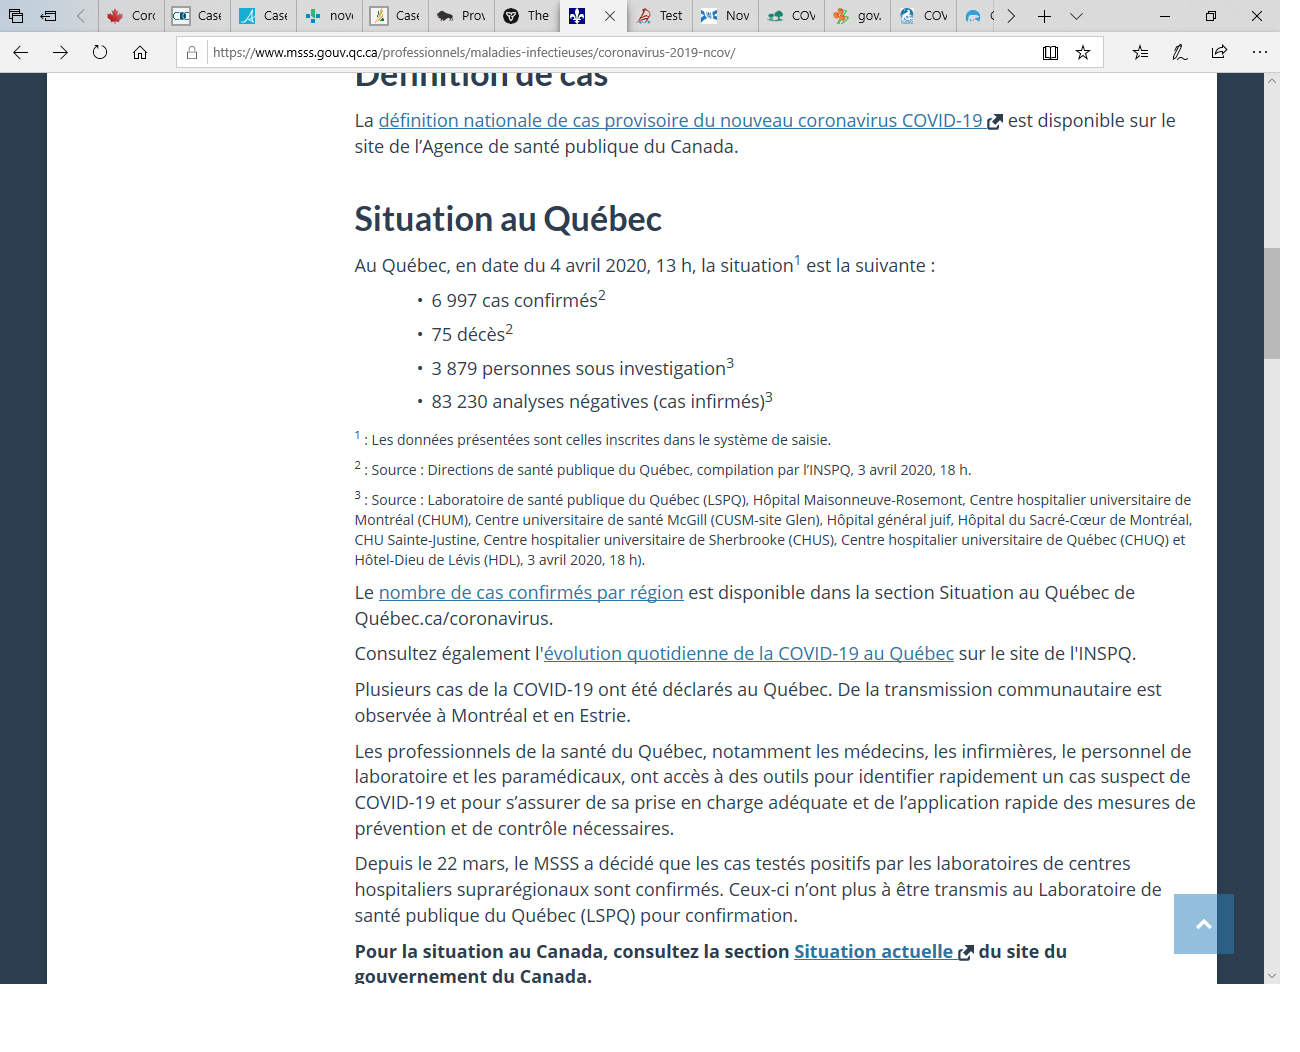 Corc
Case
Case
nove
Case
Prov
The
Test
Nov
COV
gov.
COV
https://www.msss.gouv.qc.ca/professionnels/maladies-infectieuses/coronavirus-2019-ncov/
Définition de cas
La définition nationale de cas provisoire du nouveau coronavirus COVID-19 est disponible sur le
site de l’Agence de santé publique du Canada.
Situation au Québec
Au Québec, en date du 4 avril 2020, 13 h, la situation1 est la suivante :
• 6 997 cas confirmés2
• 75 décès2
• 3 879 personnes sous investigation3
• 83 230 analyses négatives (cas infirmés)3
1 : Les données présentées sont celles inscrites dans le système de saisie.
2 : Source : Directions de santé publique du Québec, compilation par l’INSPQ, 3 avril 2020, 18 h.
3 : Source : Laboratoire de santé publique du Québec (LSPQ), Hôpital Maisonneuve-Rosemont, Centre hospitalier universitaire de
Montréal (CHUM), Centre universitaire de santé McGill (CUSM-site Glen), Hôpital général juif, Hôpital du Sacré-Cœur de Montréal,
CHU Sainte-Justine, Centre hospitalier universitaire de Sherbrooke (CHUS), Centre hospitalier universitaire de Québec (CHUQ) et
Hôtel-Dieu de Lévis (HDL), 3 avril 2020, 18 h).
Le nombre de cas confirmés par région est disponible dans la section Situation au Québec de
Québec.ca/coronavirus.
Consultez également l'évolution quotidienne de la COVID-19 au Québec sur le site de l'INSPQ.
Plusieurs cas de la COVID-19 ont été déclarés au Québec. De la transmission communautaire est
observée à Montréal et en Estrie.
Les professionnels de la santé du Québec, notamment les médecins, les infirmières, le personnel de
laboratoire et les paramédicaux, ont accès à des outils pour identifier rapidement un cas suspect de
COVID-19 et pour s’assurer de sa prise en charge adéquate et de l’application rapide des mesures de
prévention et de contrôle nécessaires.
Depuis le 22 mars, le MSSS a décidé que les cas testés positifs par les laboratoires de centres
hospitaliers suprarégionaux sont confirmés. Ceux-ci n’ont plus à être transmis au Laboratoire de
santé publique du Québec (LSPQ) pour confirmation.
Pour la situation au Canada, consultez la section Situation actuelle du site du
gouvernement du Canada.